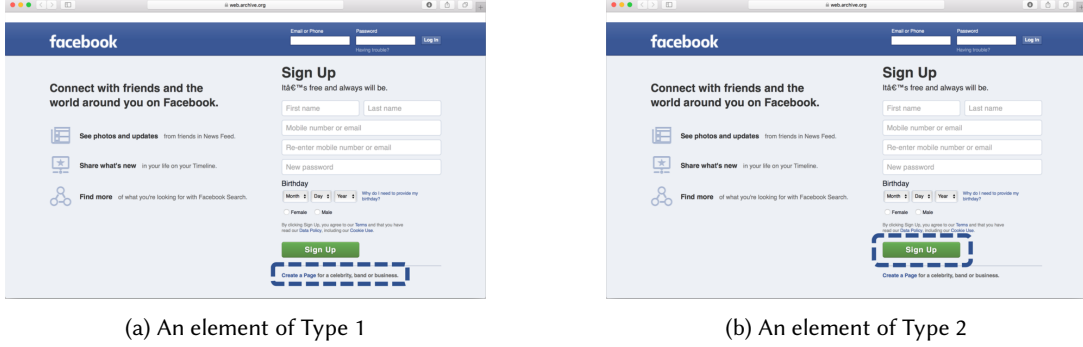 web.archive.org
facebook
Email or Phone
Password
Log In
Having trouble?
Connect with friends and the
world around you on Facebook.
See photos and updates from friends in News Feed.
Share what's new in your life on your Timeline.
Find more of what you're looking for with Facebook Search.
Sign Up
Itâ€™s free and always will be.
First name
Last name
Mobile number or email
Re-enter mobile number or email
New password
Birthday
Month Day Year
Why do I need to provide my
birthday?
Female Male
By clicking Sign Up, you agree to our Terms and that you have
read our Data Policy, including our Cookie Use.
Sign Up
Create a Page for a celebrity, band or business.
(a) An element of Type 1
web.archive.org
facebook
Email or Phone
Password
Log In
Having trouble?
Connect with friends and the
world around you on Facebook.
See photos and updates from friends in News Feed.
Share what's new in your life on your Timeline.
Find more of what you're looking for with Facebook Search.
Sign Up
Itâ€™s free and always will be.
First name
Last name
Mobile number or email
Re-enter mobile number or email
New password
Birthday
Month Day Year
Why do I need to provide my
birthday?
Female Male
By clicking Sign Up, you agree to our Terms and that you have
read our Data Policy, including our Cookie Use.
Sign Up
Create a Page for a celebrity, band or business.
(b) An element of Type 2